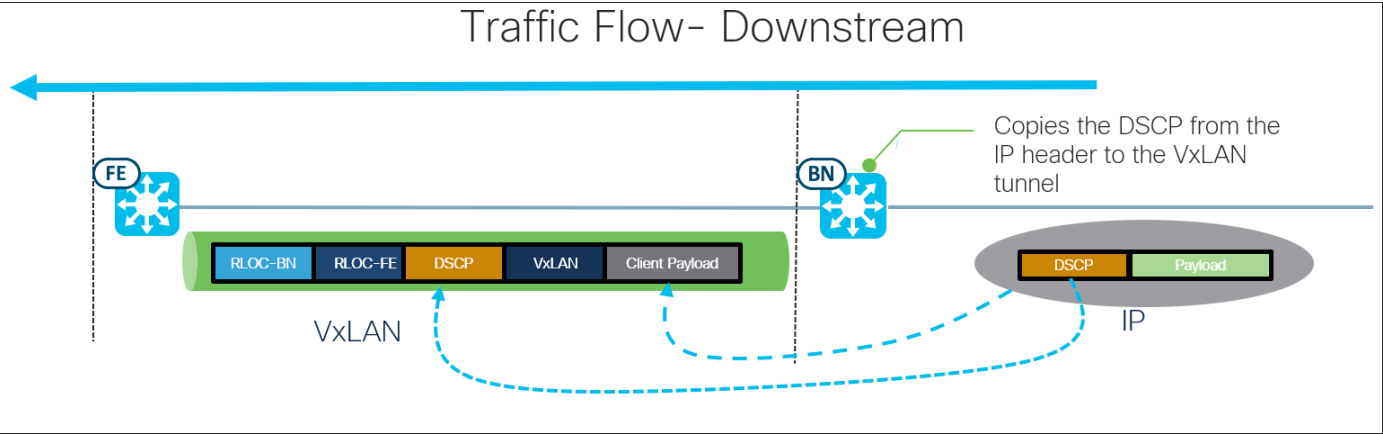 Traffic Flow- Downstream
Copies the DSCP from the
IP header to the VxLAN
tunnel
FE
BN
RLOC-BN RLOC-FE DSCP VxLAN Client Payload
DSCP Payload
VxLAN
IP